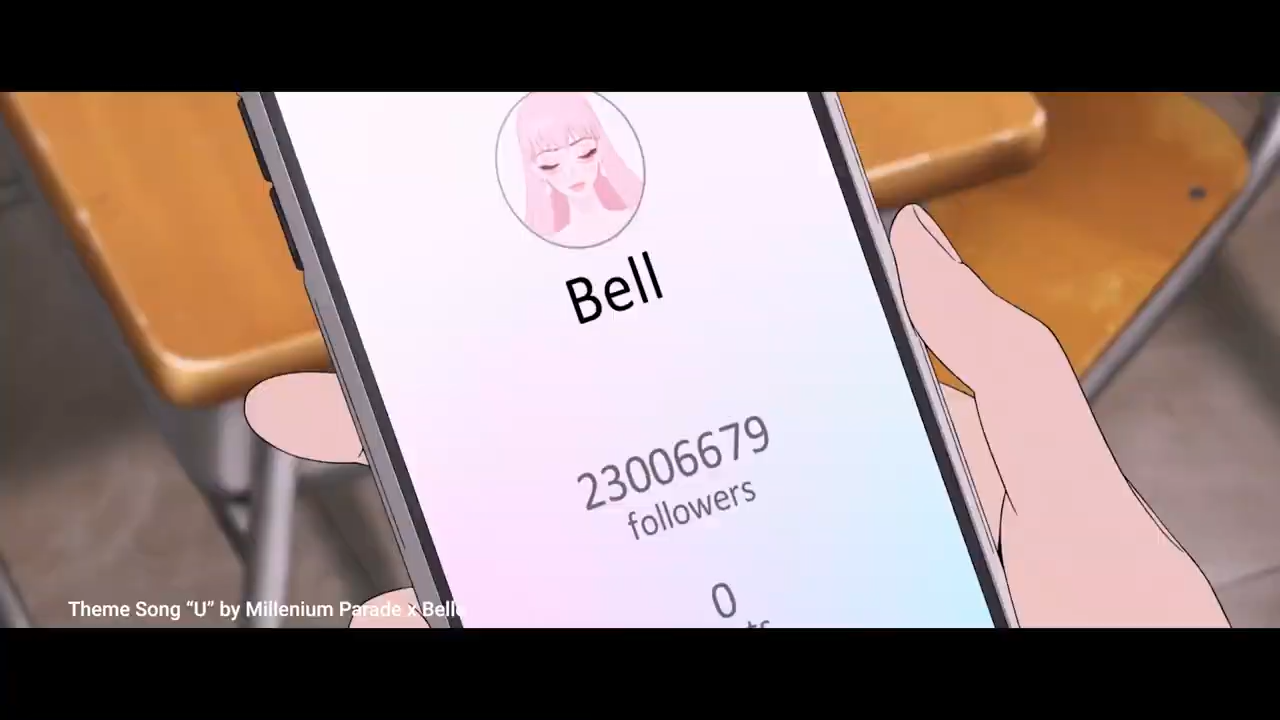 Bell
23006679
followers
0
Theme Song “U” by Millenium Parade x Belle